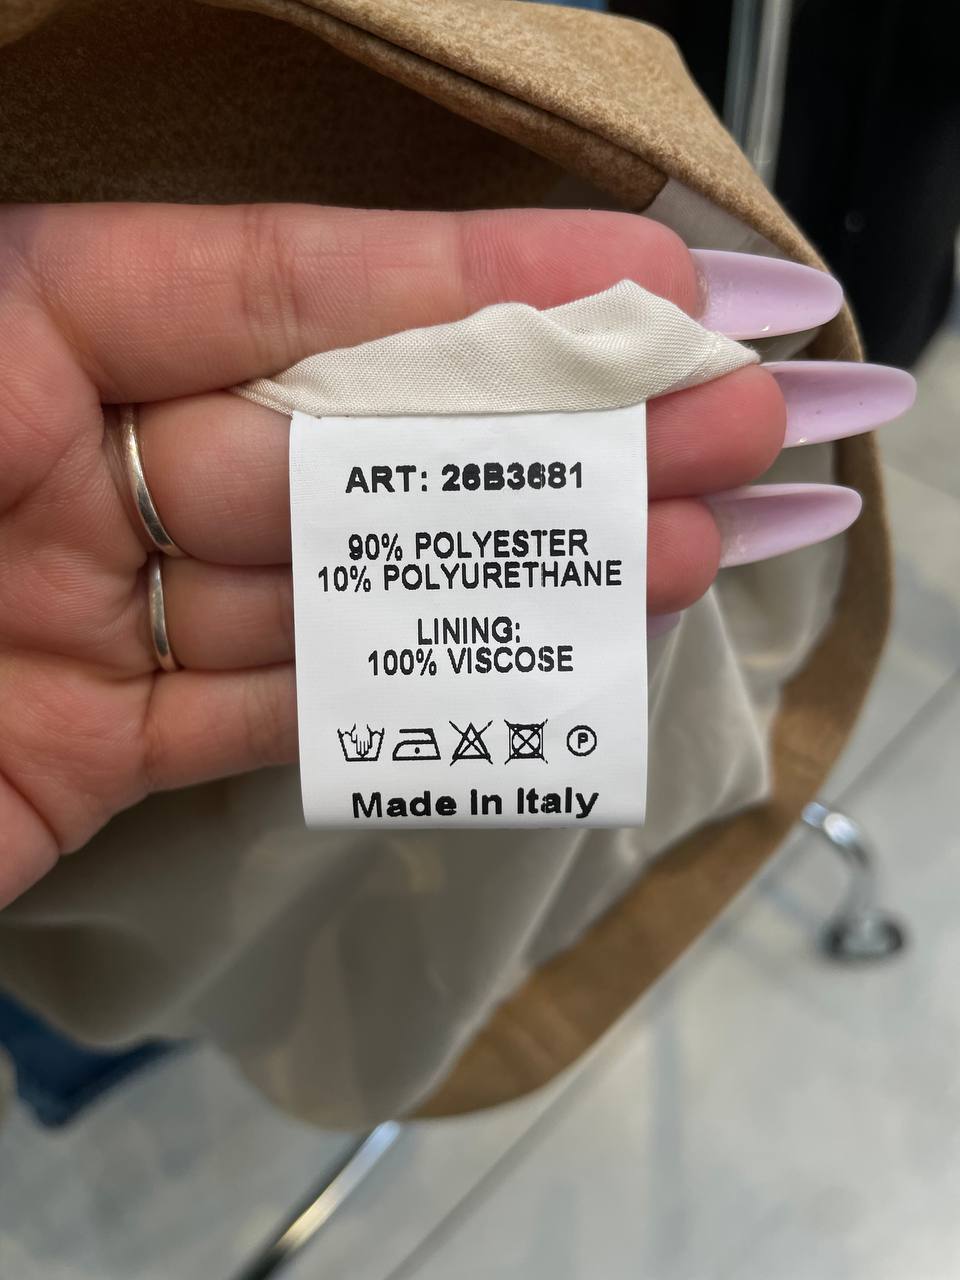 ART: 26B3681
90% POLYESTER
10% POLYURETHANE
LINING:
100% VISCOSE
P
Made In Italy